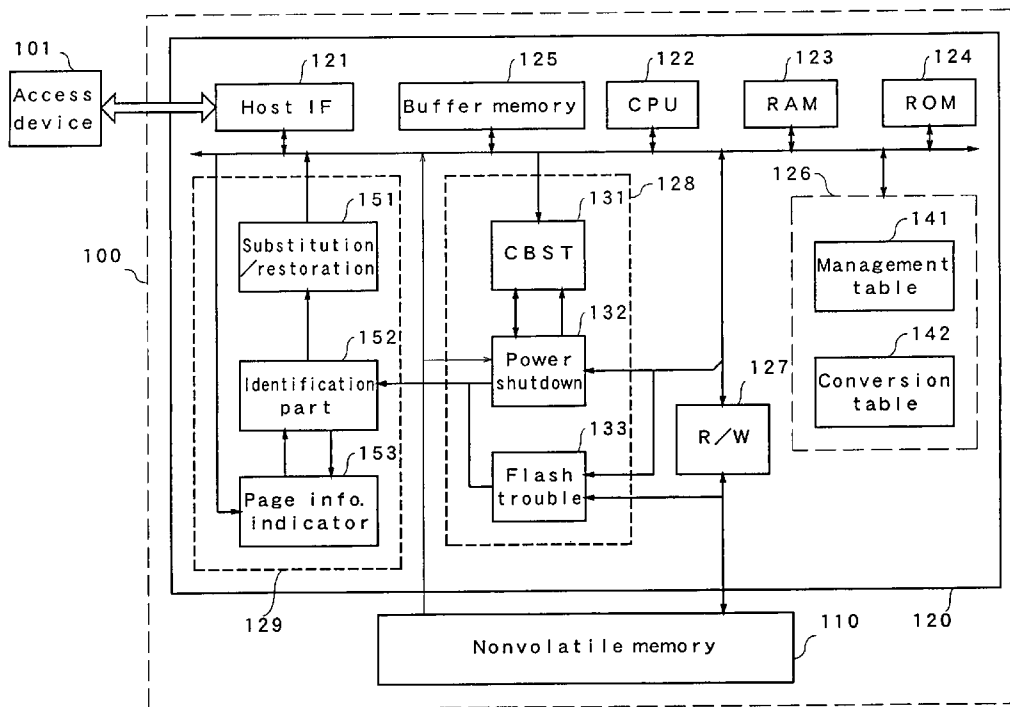 101
Access
device
121
Host IF
125
Buffer memory
122
CPU
123
RAM
124
ROM
100
151
Substitution
/restoration
152
Identification
part
153
Page info.
indicator
129
128
131
CBST
132
Power
shutdown
133
Flash
trouble
127
R/W
126
141
Management
table
142
Conversion
table
120
Nonvolatile memory
110